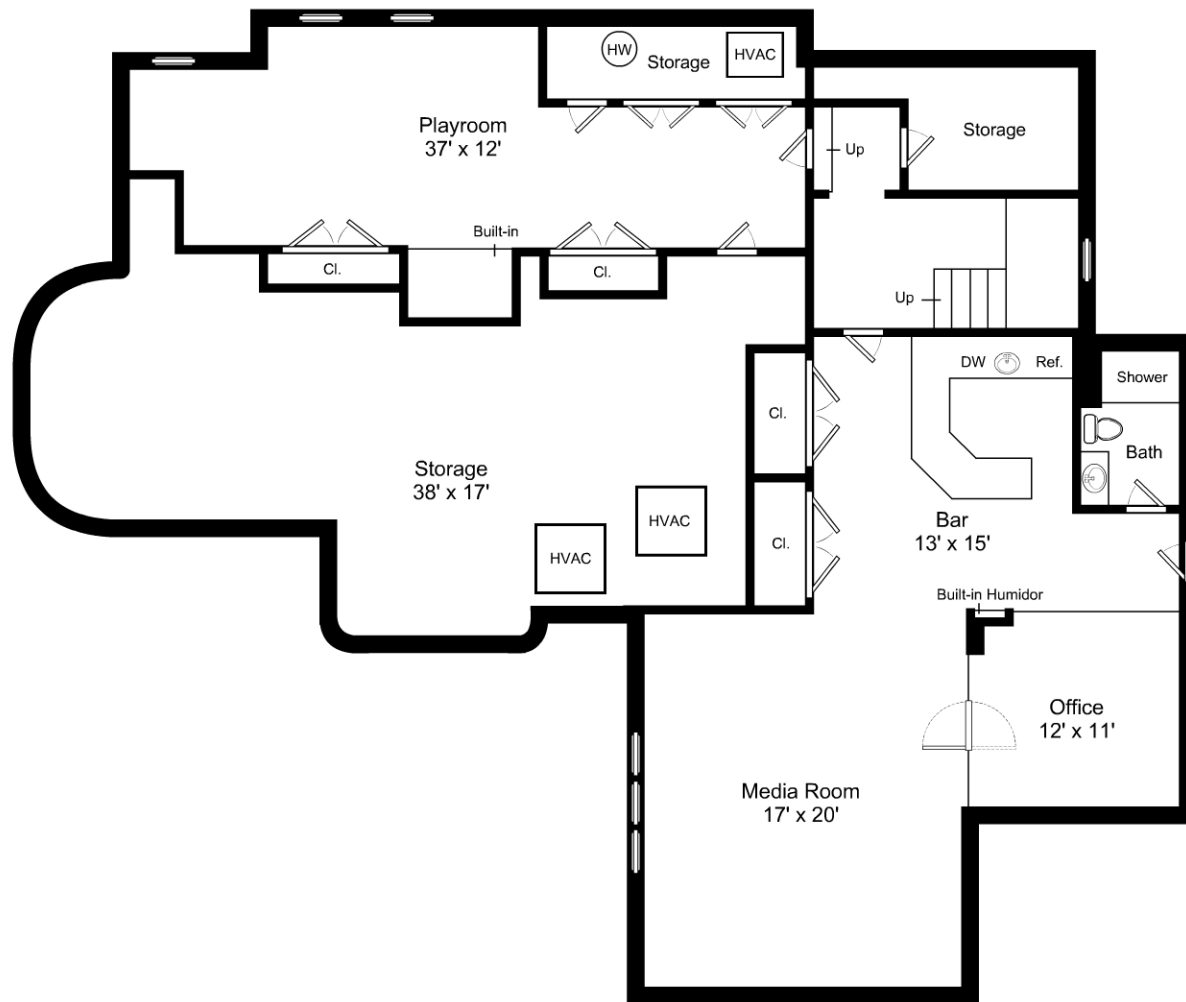 HW
Storage
HVAC
Playroom
37' x 12'
Up
Storage
Built-in
Cl.
Cl.
Up
DW
Ref.
Shower
Cl.
Bath
Storage
38' x 17'
HVAC
HVAC
Cl.
Bar
13' x 15'
Built-in Humidor
Office
12' x 11'
Media Room
17' x 20'